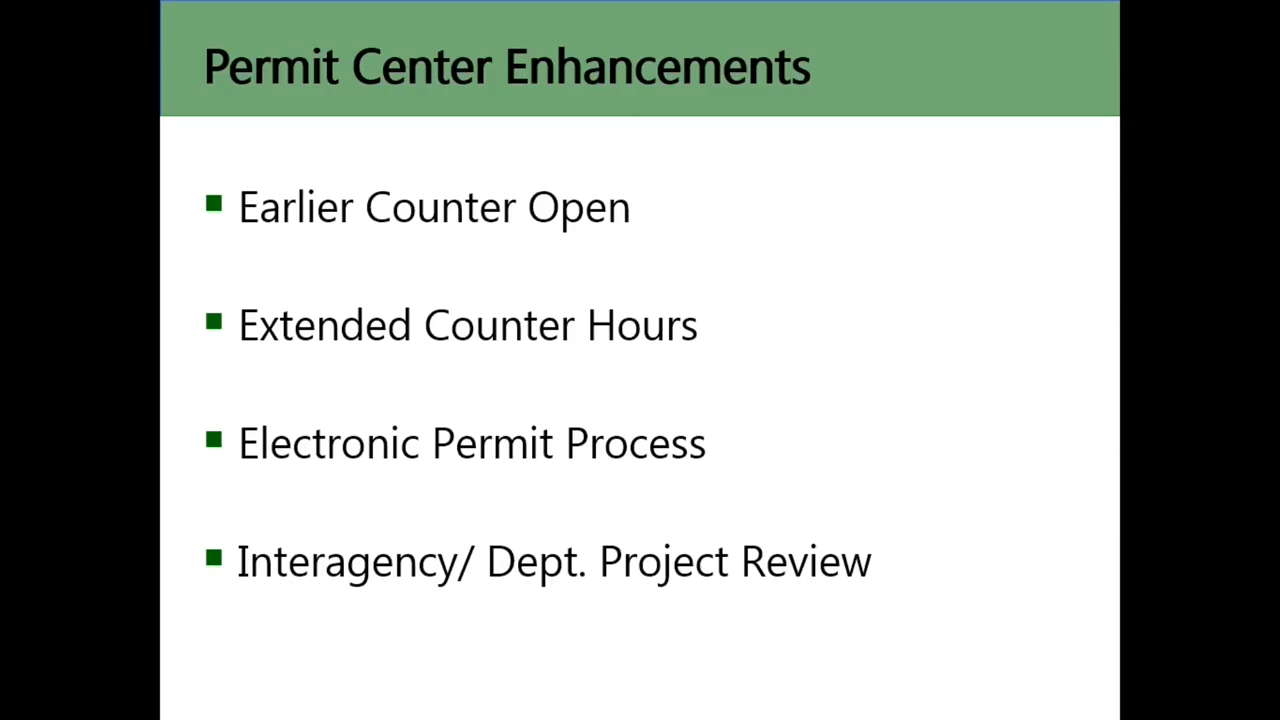 Permit Center Enhancements
Earlier Counter Open
Extended Counter Hours
Electronic Permit Process
Interagency/ Dept. Project Review